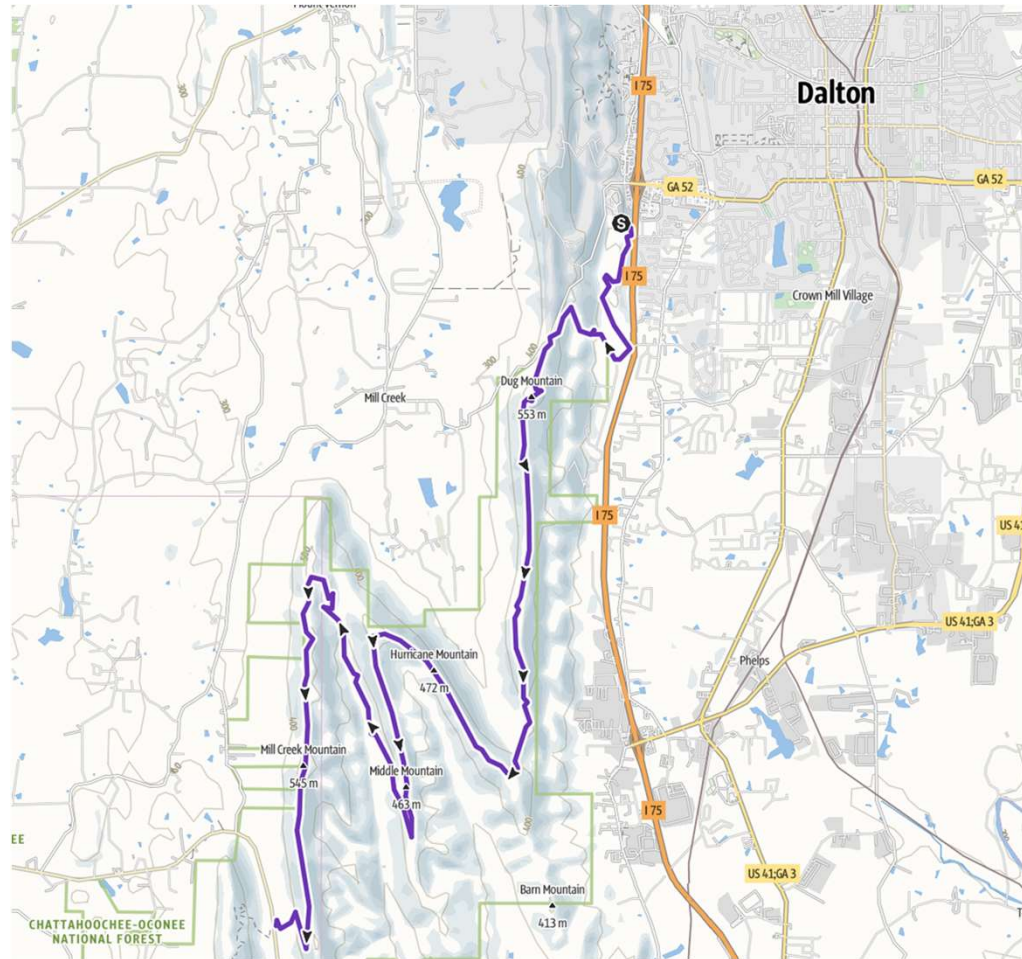 I 75
Dalton
GA 52
GA 52
300
400
S
I 75
Crown Mill Village
300
400
Dug Mountain
553 m
Mill Creek
300
I 75
US 41
US 41;GA 3
Hurricane Mountain
472 m
Phelps
400
Mill Creek Mountain
545 m
Middle Mountain
463 m
400
I 75
EE
US 41;GA 3
Barn Mountain
413 m
CHATTAHOOCHEE-OCONEE
NATIONAL FOREST